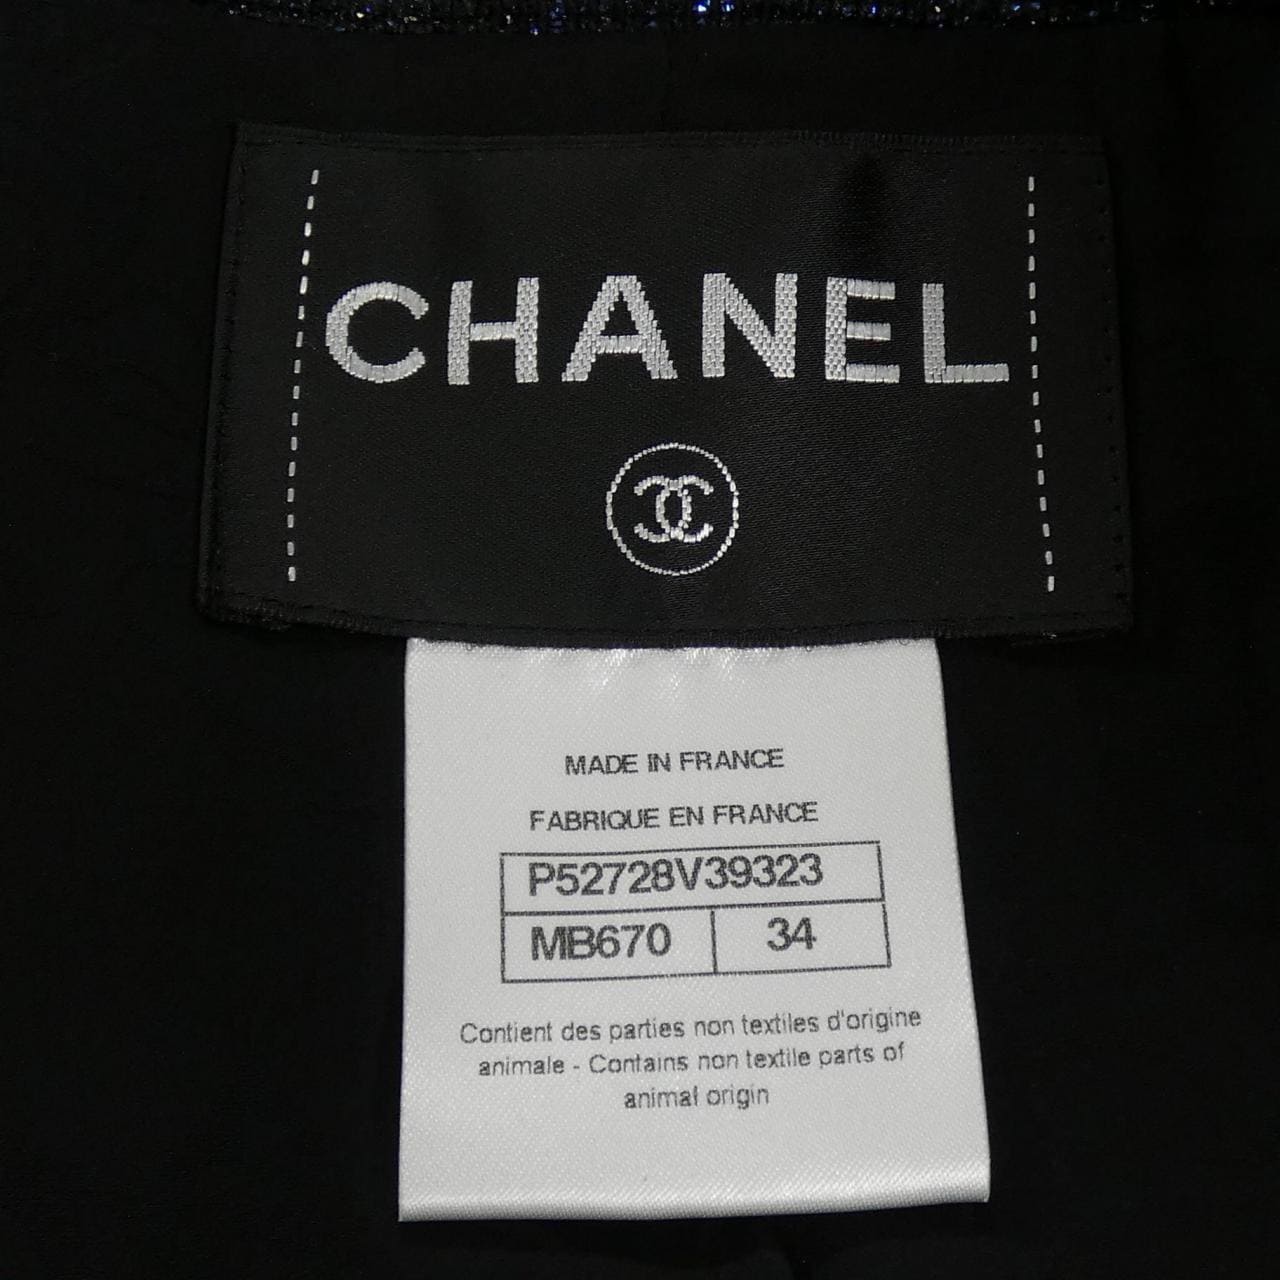 CHANEL
MADE IN FRANCE
FABRIQUE EN FRANCE
P52728V39323
MB670 34
Contient des parties non textiles d'origine
animale - Contains non textile parts of
animal origin